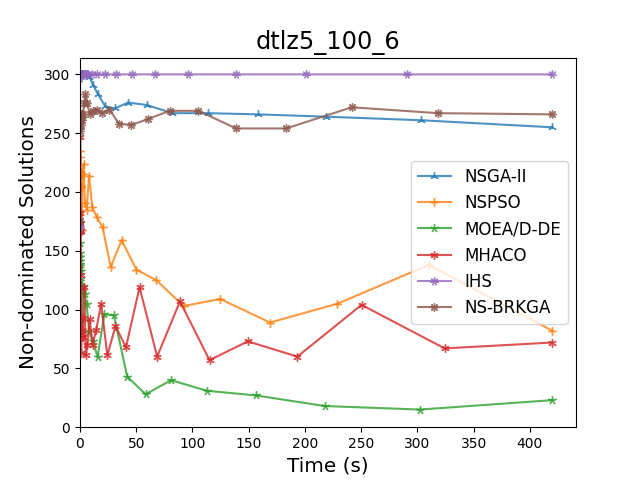 dtlz5_100_6
Non-dominated Solutions
300
250
200
150
100
50
0
NSGA-II
NSPSO
MOEA/D-DE
MHACO
IHS
NS-BRKGA
0 50 100 150 200 250 300 350 400
Time (s)